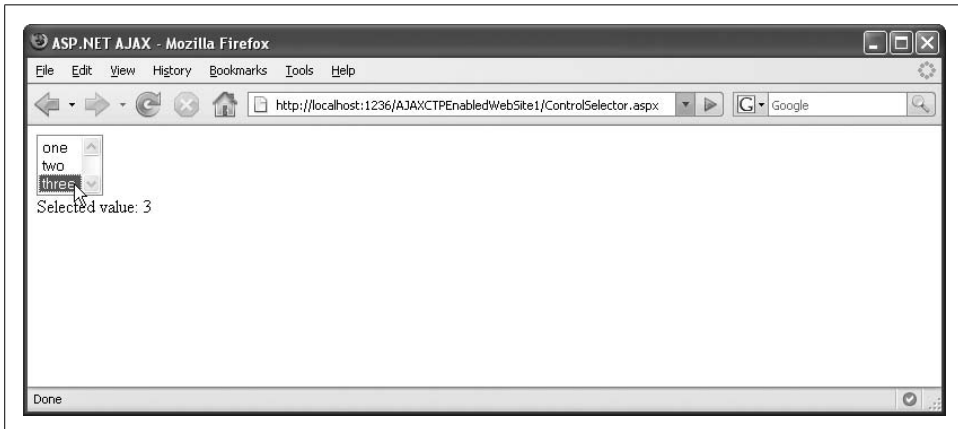 ASP.NET AJAX - Mozilla Firefox
File Edit View History Bookmarks Tools Help
http://localhost:1236/AJAXCTPEnabledWebSite1/ControlSelector.aspx G Google
one
two
three
Selected value: 3
Done